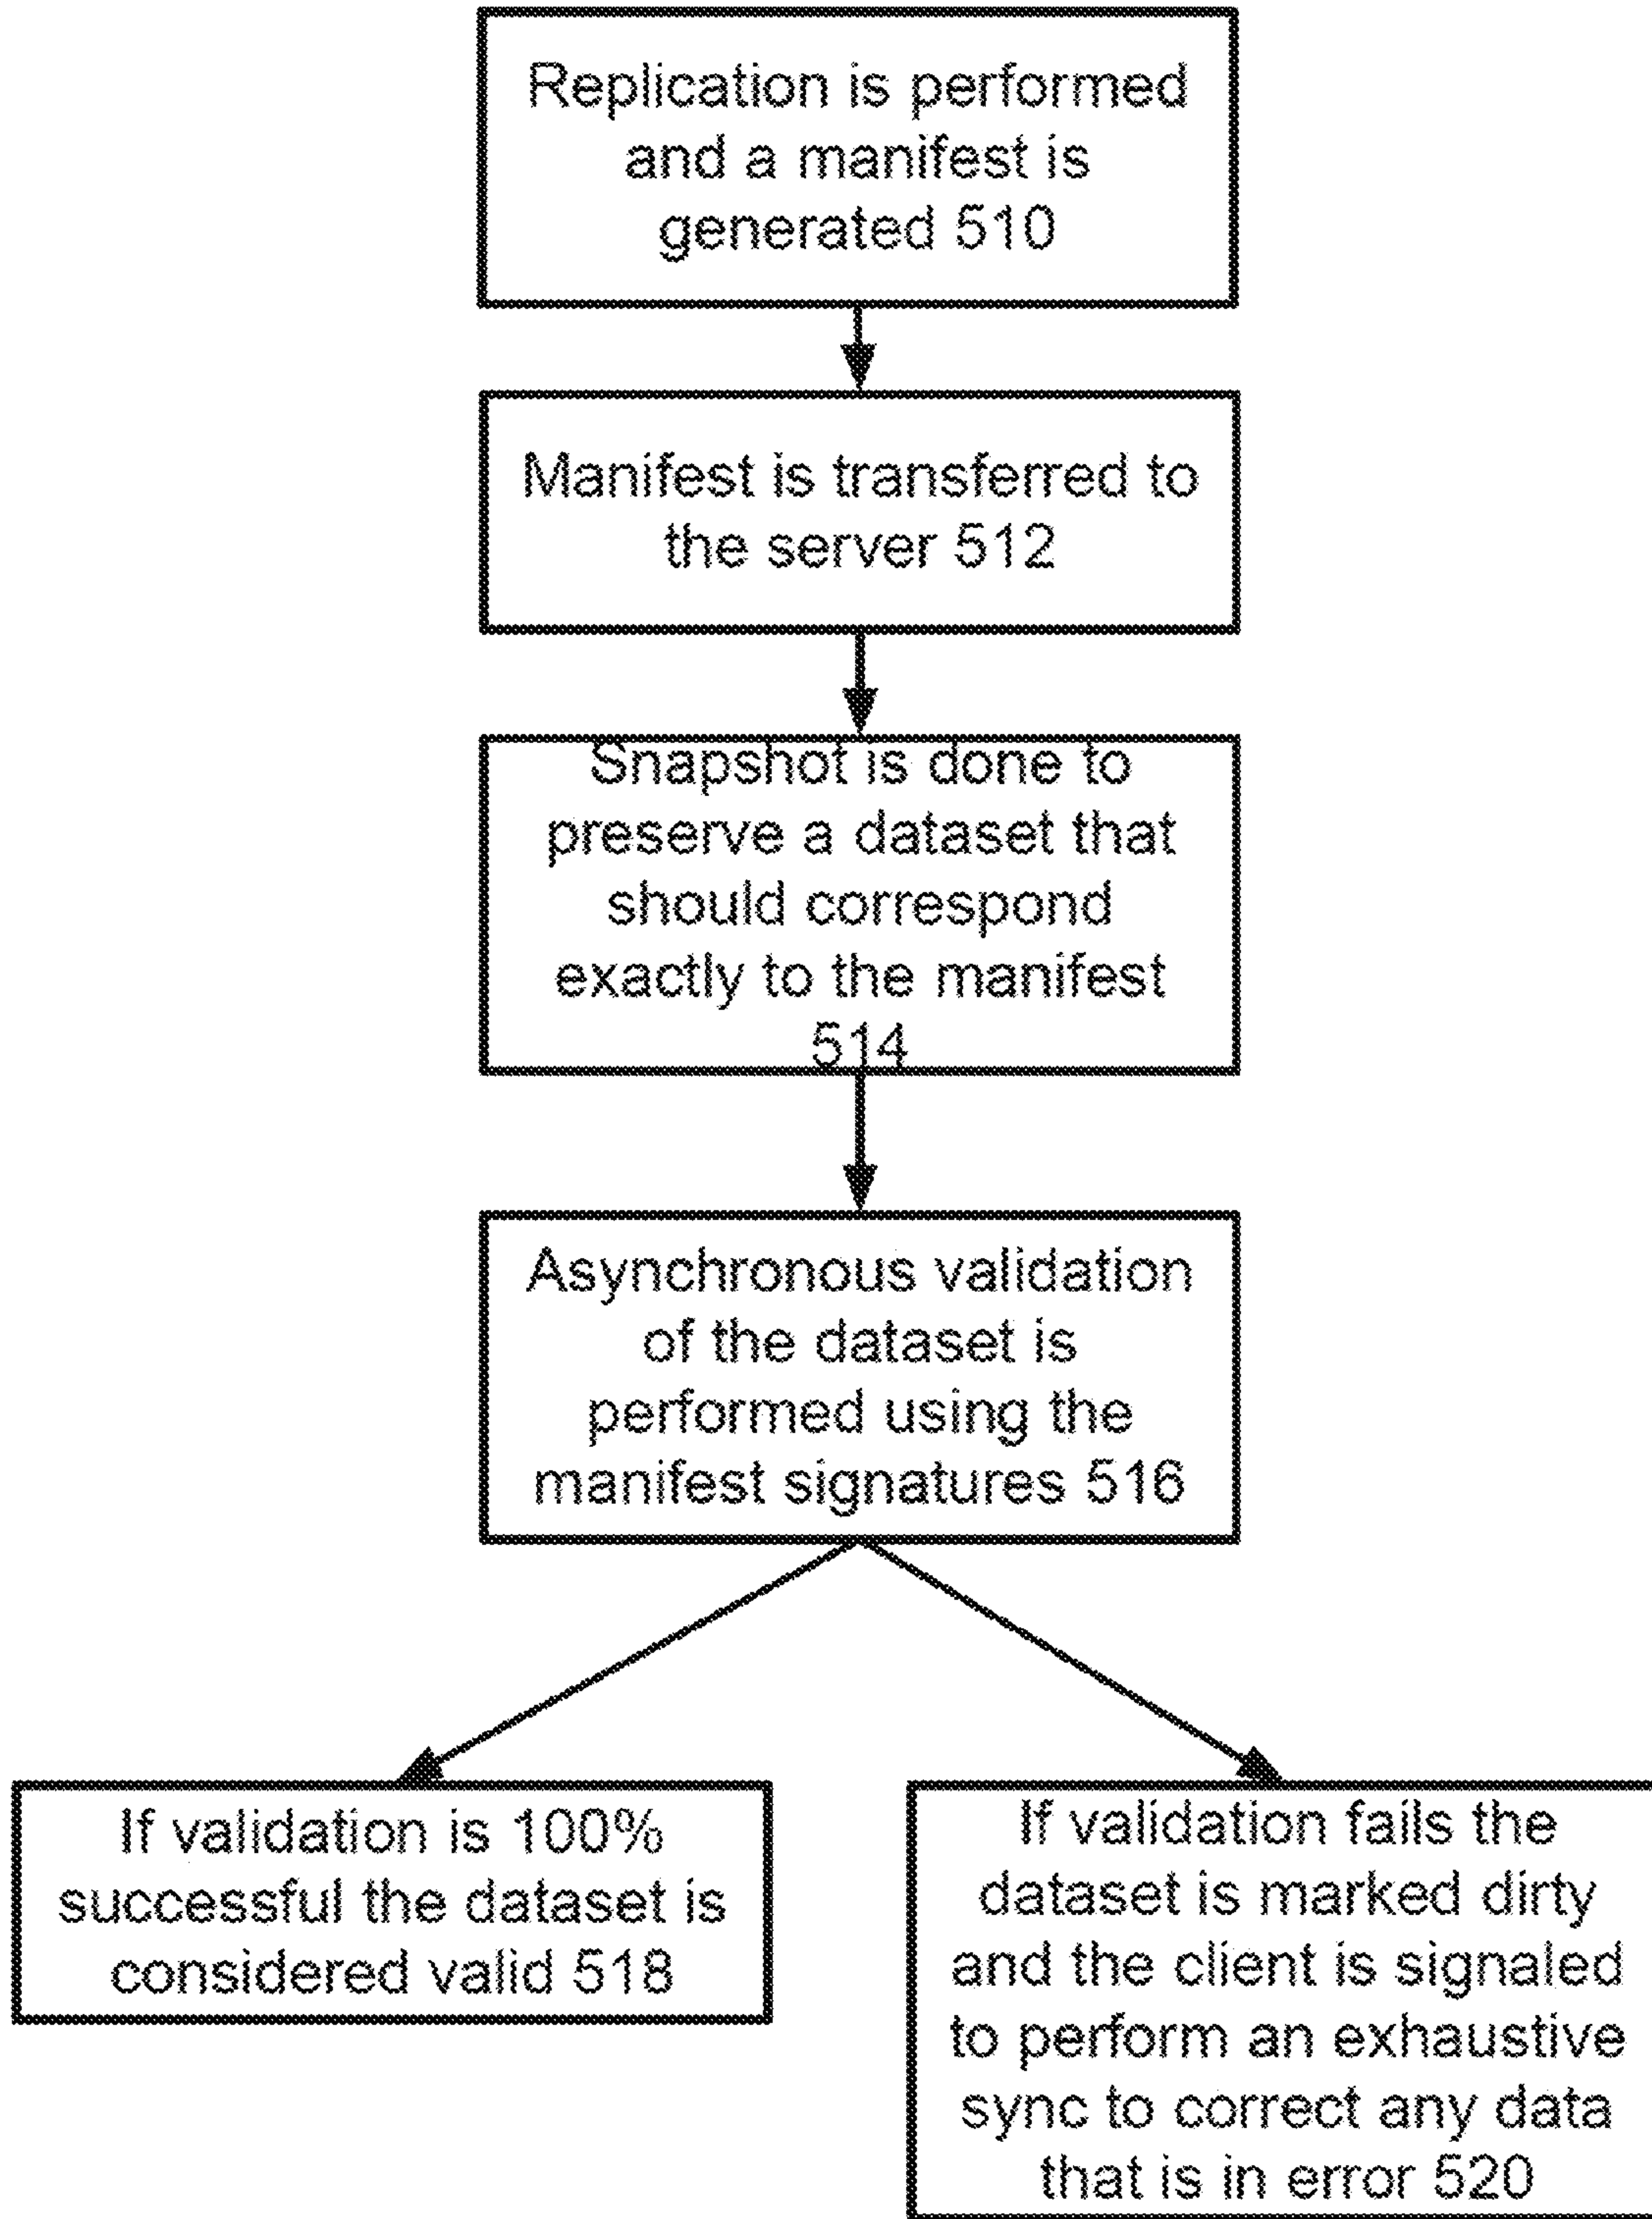 Replication is performed
and a manifest is
generated 510
Manifest is transferred to
the server 512
Snapshot is done to
preserve a dataset that
should correspond
exactly to the manifest
514
Asynchronous validation
of the dataset is
performed using the
manifest signatures 516
If validation is 100%
successful the dataset is
considered valid 518
If validation fails the
dataset is marked dirty
and the client is signaled
to perform an exhaustive
sync to correct any data
that is in error 520